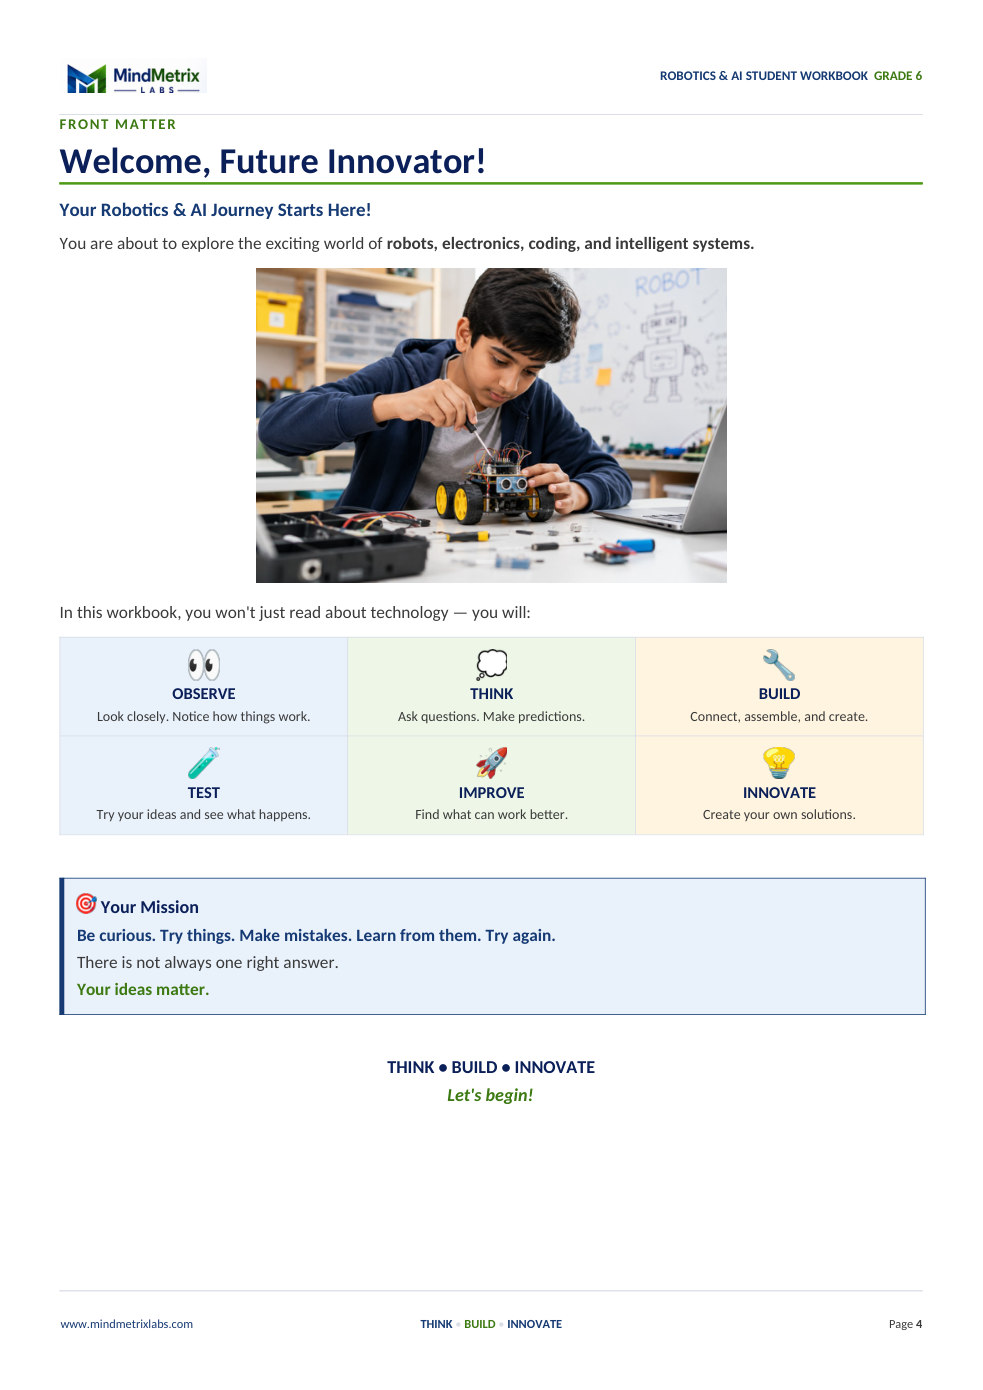 MindMetrix
LABS
ROBOTICS & AI STUDENT WORKBOOK GRADE 6
FRONT MATTER
Welcome, Future Innovator!
Your Robotics & AI Journey Starts Here!
You are about to explore the exciting world of robots, electronics, coding, and intelligent systems.
ROBOT
In this workbook, you won't just read about technology — you will:
OBSERVE
Look closely. Notice how things work.
THINK
Ask questions. Make predictions.
BUILD
Connect, assemble, and create.
TEST
Try your ideas and see what happens.
IMPROVE
Find what can work better.
INNOVATE
Create your own solutions.
🎯 Your Mission
Be curious. Try things. Make mistakes. Learn from them. Try again.
There is not always one right answer.
Your ideas matter.
THINK ● BUILD ● INNOVATE
Let's begin!
www.mindmetrixlabs.com
THINK • BUILD • INNOVATE
Page 4